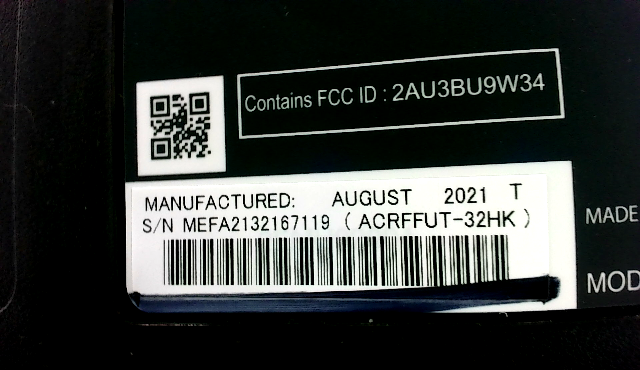 Contains FCC ID : 2AU3BU9W34
MANUFACTURED: AUGUST 2021 T
S/N MEFA2132167119 ( ACRFFUT-32HK )
MADE
MOD